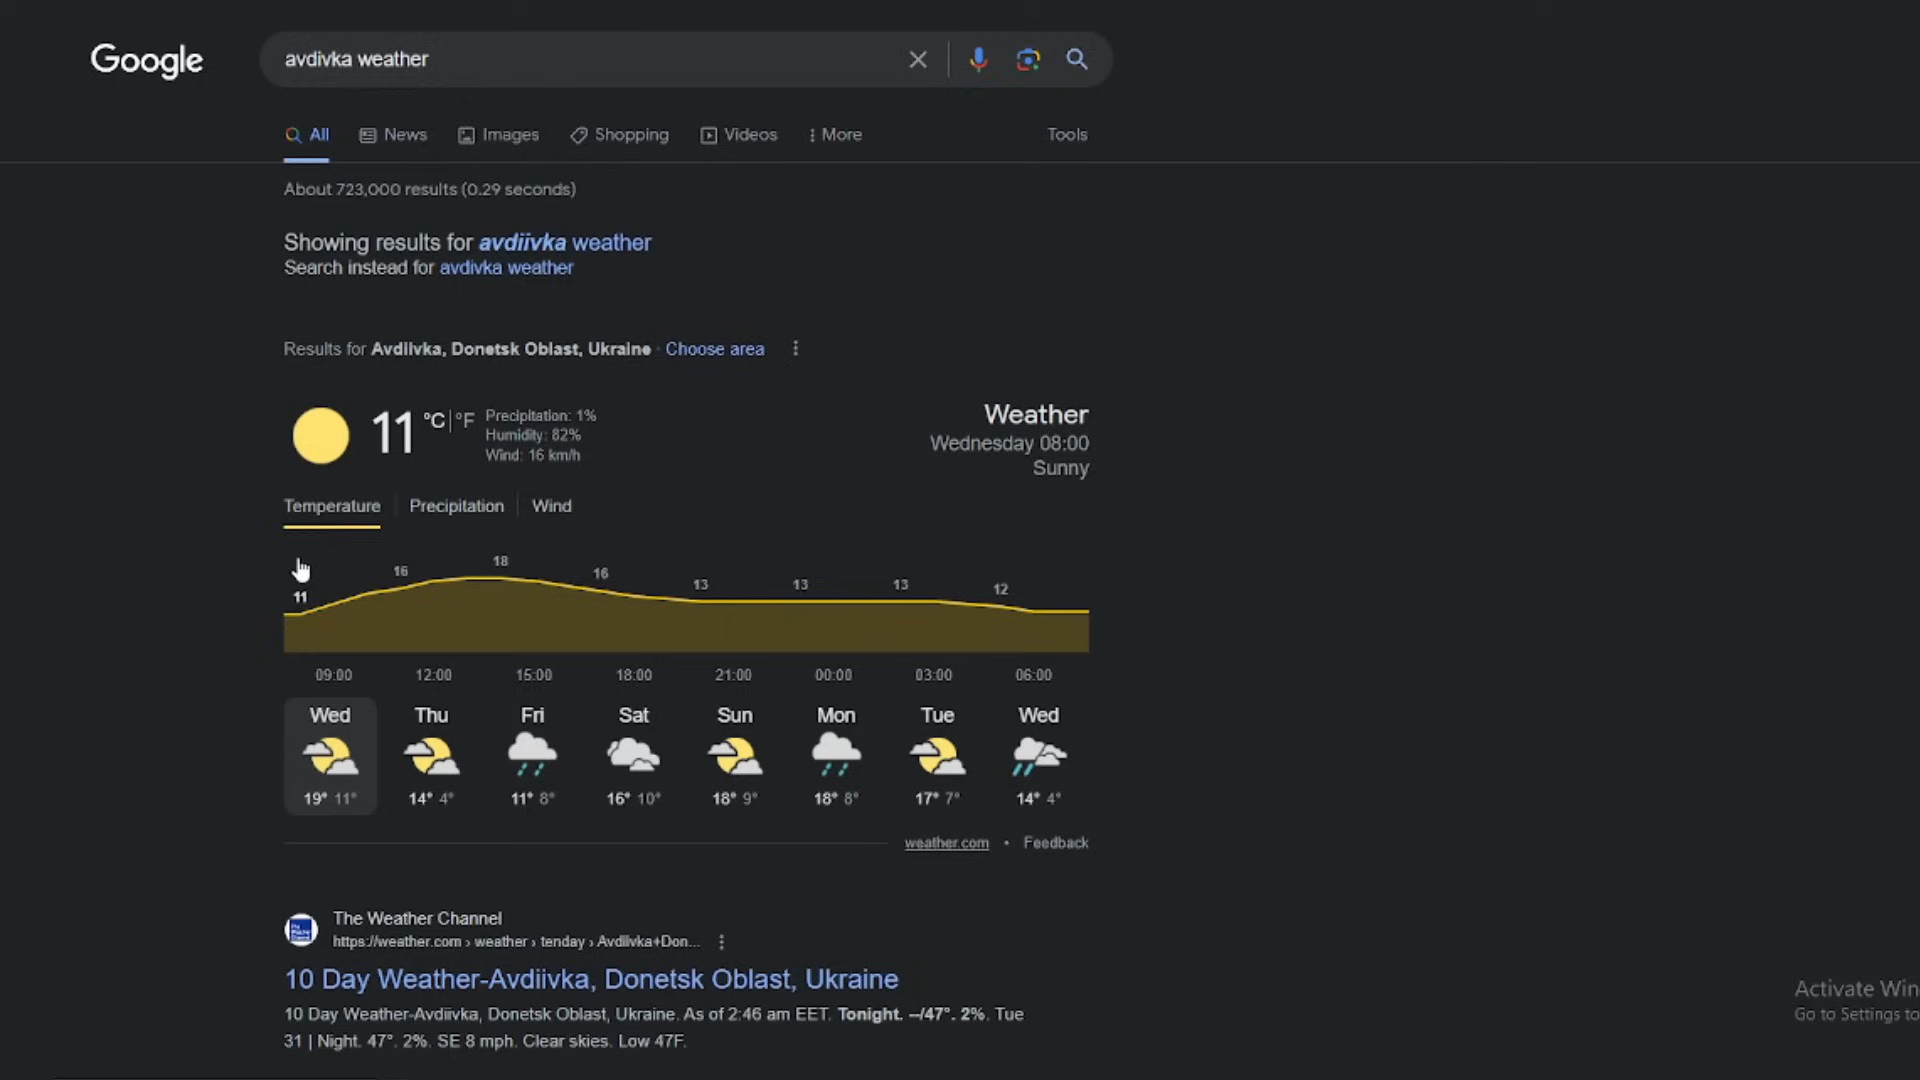 Google
avdivka weather
All News Images Shopping Videos More Tools
About 723,000 results (0.29 seconds)
Showing results for avdiivka weather
Search instead for avdivka weather
Results for Avdiivka, Donetsk Oblast, Ukraine · Choose area
11 °C | °F
Precipitation: 1%
Humidity: 82%
Wind: 16 km/h
Weather
Wednesday 08:00
Sunny
Temperature Precipitation Wind
11 16 18 16 13 13 13 12
09:00 12:00 15:00 18:00 21:00 00:00 03:00 06:00
Wed Thu Fri Sat Sun Mon Tue Wed
19° 11° 14° 4° 11° 8° 16° 10° 18° 9° 18° 8° 17° 7° 14° 4°
weather.com • Feedback
The Weather Channel
https://weather.com › weather › tenday › Avdiivka+Don...
10 Day Weather-Avdiivka, Donetsk Oblast, Ukraine
10 Day Weather-Avdiivka, Donetsk Oblast, Ukraine. As of 2:46 am EET. Tonight. --/47°. 2%. Tue
31 | Night. 47°. 2%. SE 8 mph. Clear skies. Low 47F.
Activate Win
Go to Settings to